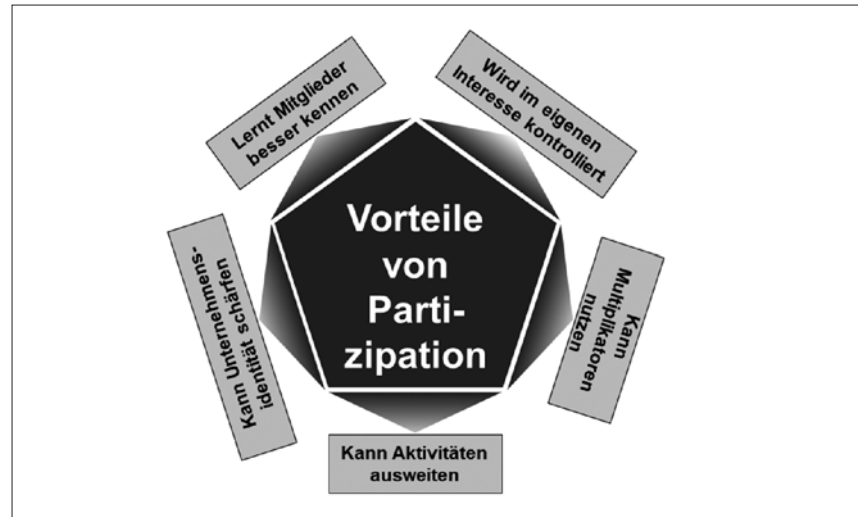 Lernt Mitglieder
besser kennen
Wird im eigenen
Interesse kontrolliert
Vorteile
von
Parti-
zipation
Kann Unternehmens-
identität schärfen
Kann
Multiplikatoren
nutzen
Kann Aktivitäten
ausweiten